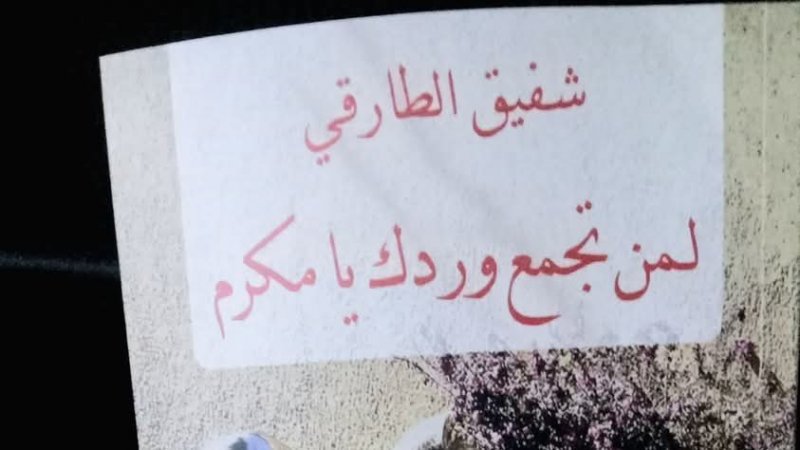 شفيق الطارقي
لمن تجمع وردك يا مكرم